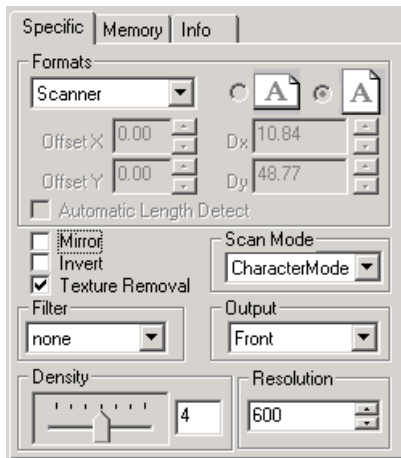 Specific Memory Info
Formats
Scanner A A
Offset X 0.00 Dx 10.84
Offset Y 0.00 Dy 48.77
Automatic Length Detect
Mirror
Invert
Texture Removal
Scan Mode
CharacterMode
Filter
none
Output
Front
Density
4
Resolution
600